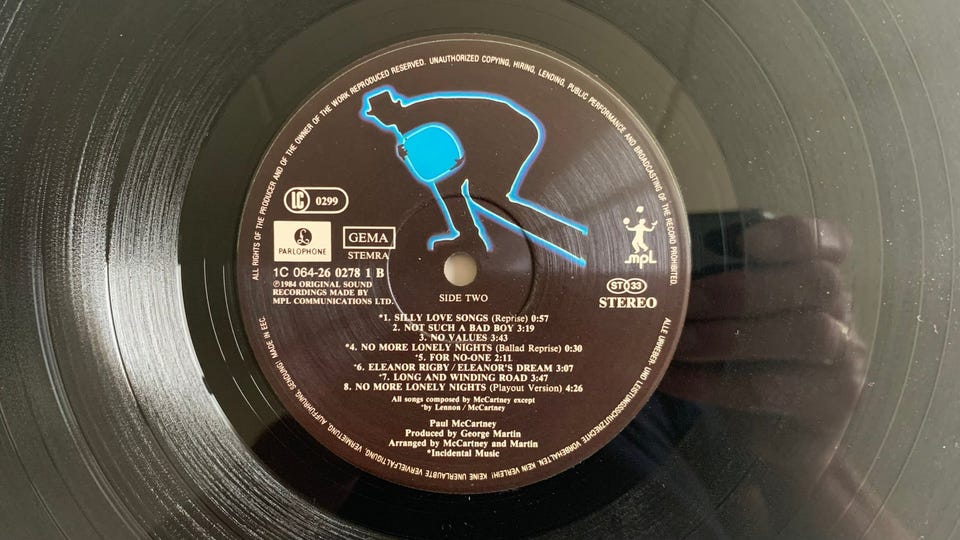 ALL RIGHTS OF THE PRODUCER AND OF THE OWNER OF THE WORK REPRODUCED RESERVED. UNAUTHORIZED COPYING, HIRING, LENDING, PUBLIC PERFORMANCE AND BROADCASTING OF THE RECORD PROHIBITED.
LC 0299
PARLOPHONE
GEMA
STEMRA
mpL
1C 064-26 0278 1 B
℗1984 ORIGINAL SOUND
RECORDINGS MADE BY
MPL COMMUNICATIONS LTD.
ST 33
STEREO
SIDE TWO
*1. SILLY LOVE SONGS (Reprise) 0:57
2. NOT SUCH A BAD BOY 3:19
3. NO VALUES 3:43
*4. NO MORE LONELY NIGHTS (Ballad Reprise) 0:30
*5. FOR NO-ONE 2:11
*6. ELEANOR RIGBY/ELEANOR'S DREAM 3:07
*7. LONG AND WINDING ROAD 3:47
8. NO MORE LONELY NIGHTS (Playout Version) 4:26
All songs composed by McCartney except
*by Lennon/McCartney
Paul McCartney
Produced by George Martin
Arranged by McCartney and Martin
*Incidental Music
ALLE URHEBER- UND LEISTUNGSSCHUTZRECHTE VORBEHALTEN. KEIN VERLEIH! KEINE UNERLAUBTE VERVIELFÄLTIGUNG, VERMIETUNG, AUFFÜHRUNG, SENDUNG! MADE IN EEC.